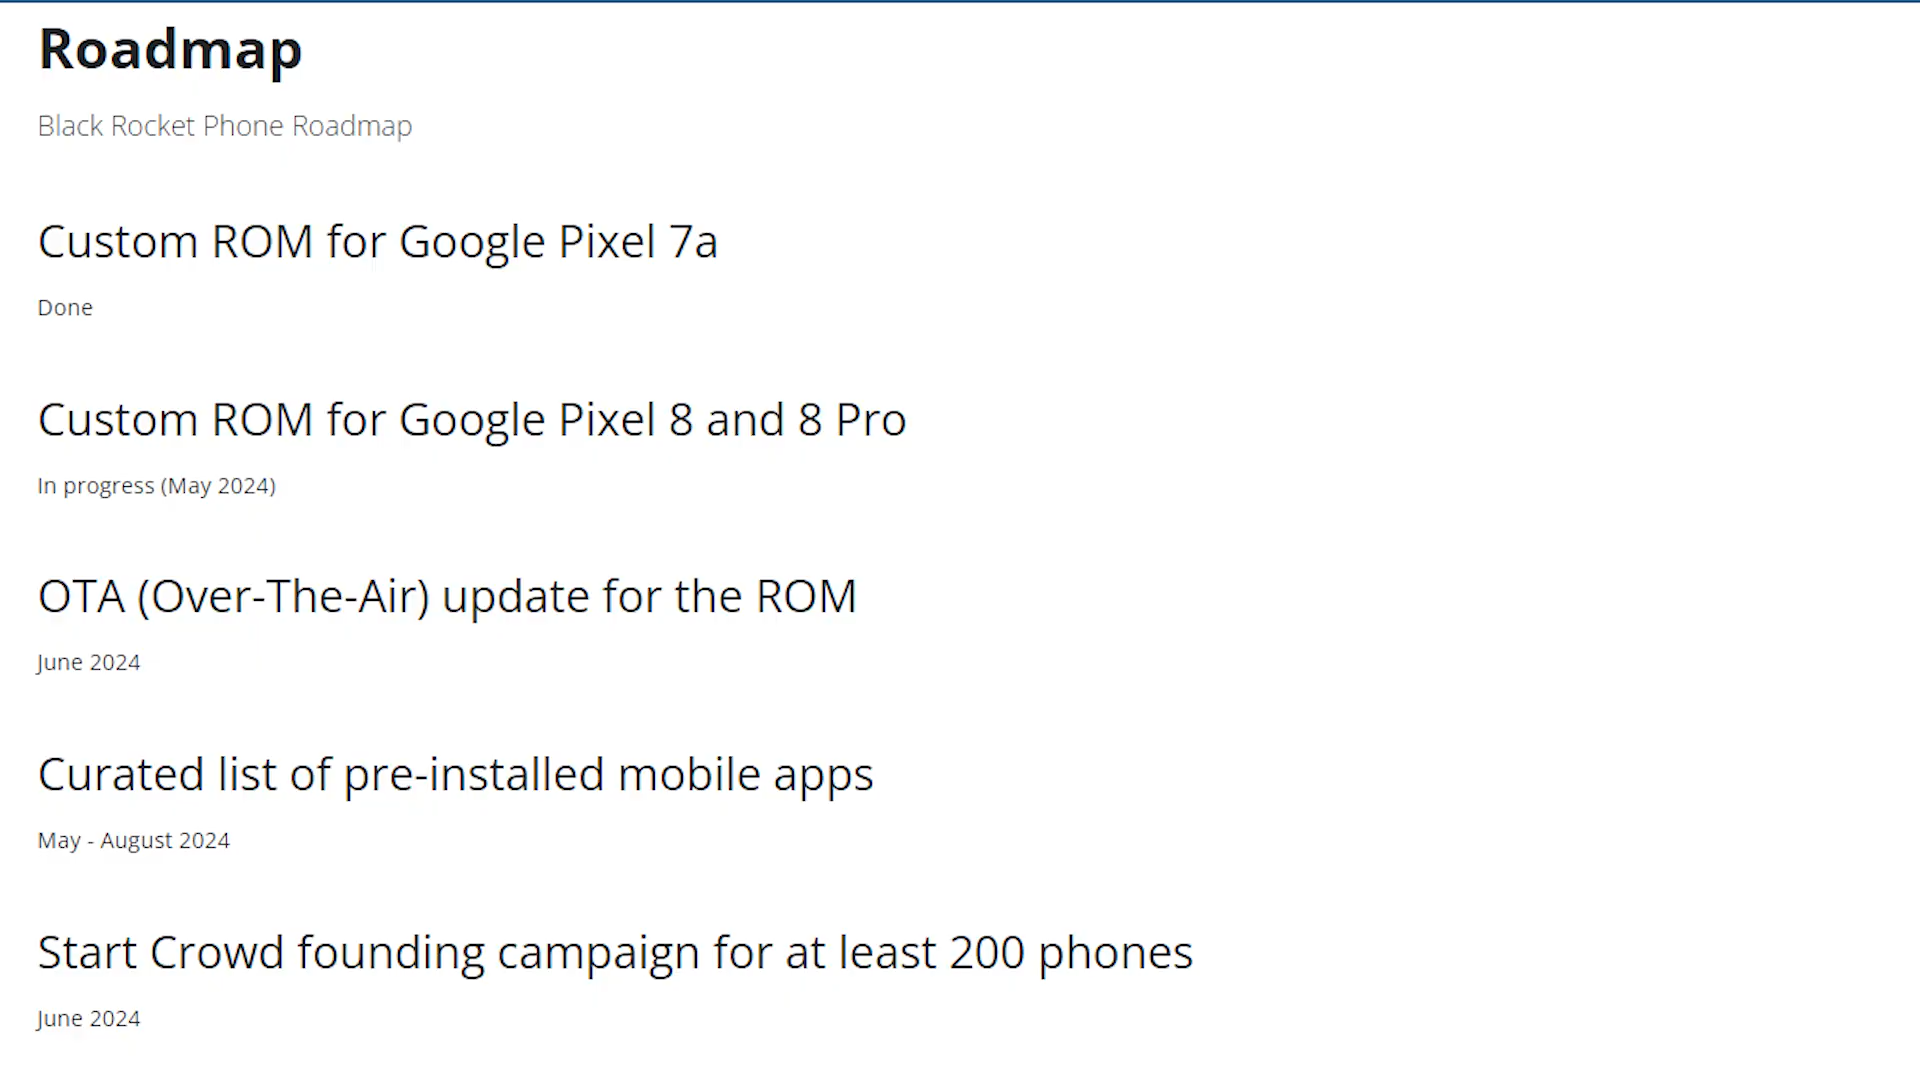 Roadmap
Black Rocket Phone Roadmap
Custom ROM for Google Pixel 7a
Done
Custom ROM for Google Pixel 8 and 8 Pro
In progress (May 2024)
OTA (Over-The-Air) update for the ROM
June 2024
Curated list of pre-installed mobile apps
May - August 2024
Start Crowd founding campaign for at least 200 phones
June 2024